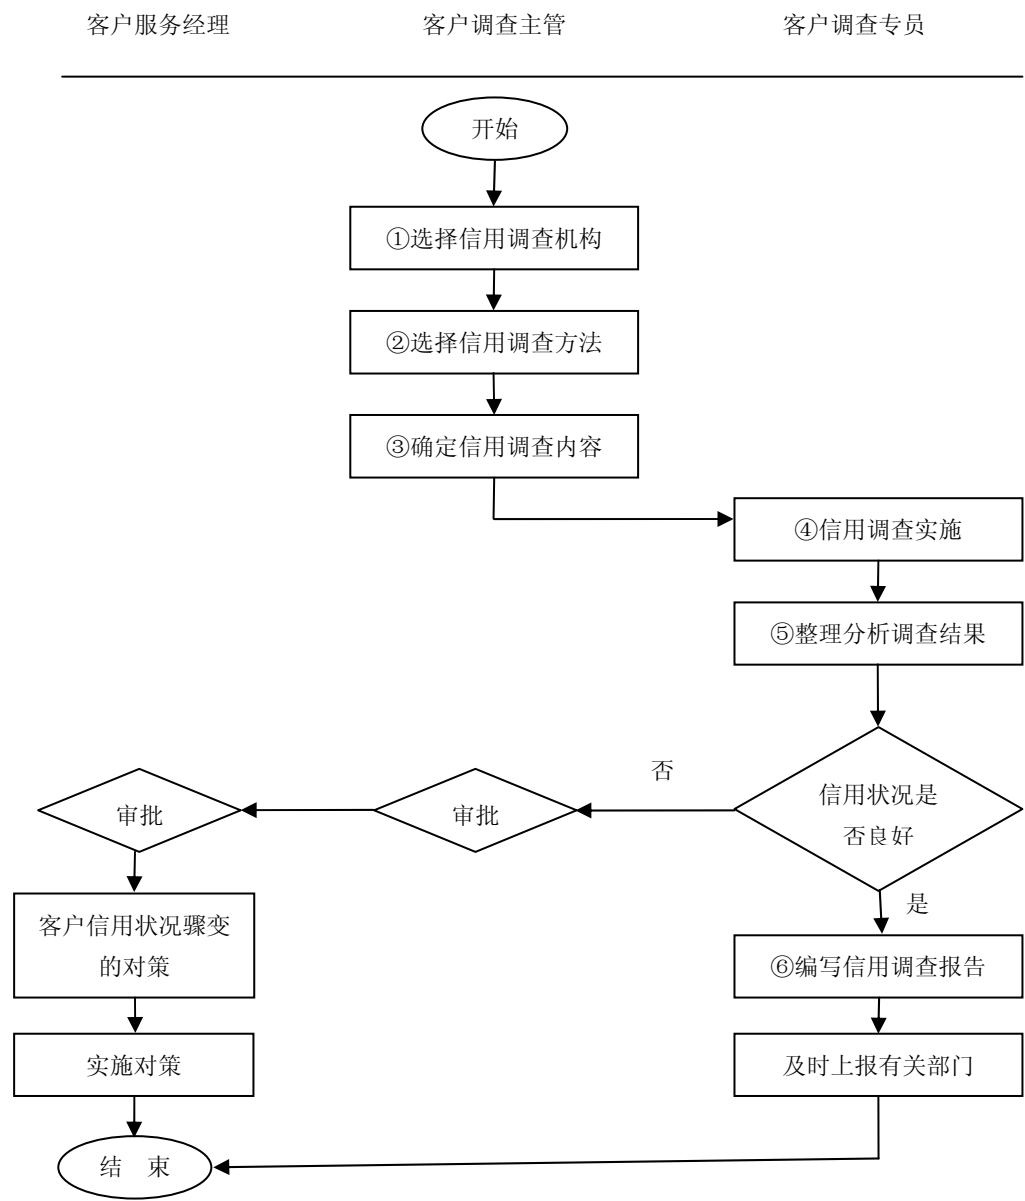 客户服务经理
客户调查主管
客户调查专员
开始
①选择信用调查机构
②选择信用调查方法
③确定信用调查内容
④信用调查实施
⑤整理分析调查结果
否
信用状况是
否良好
审批
审批
是
客户信用状况骤变
的对策
⑥编写信用调查报告
实施对策
及时上报有关部门
结 束